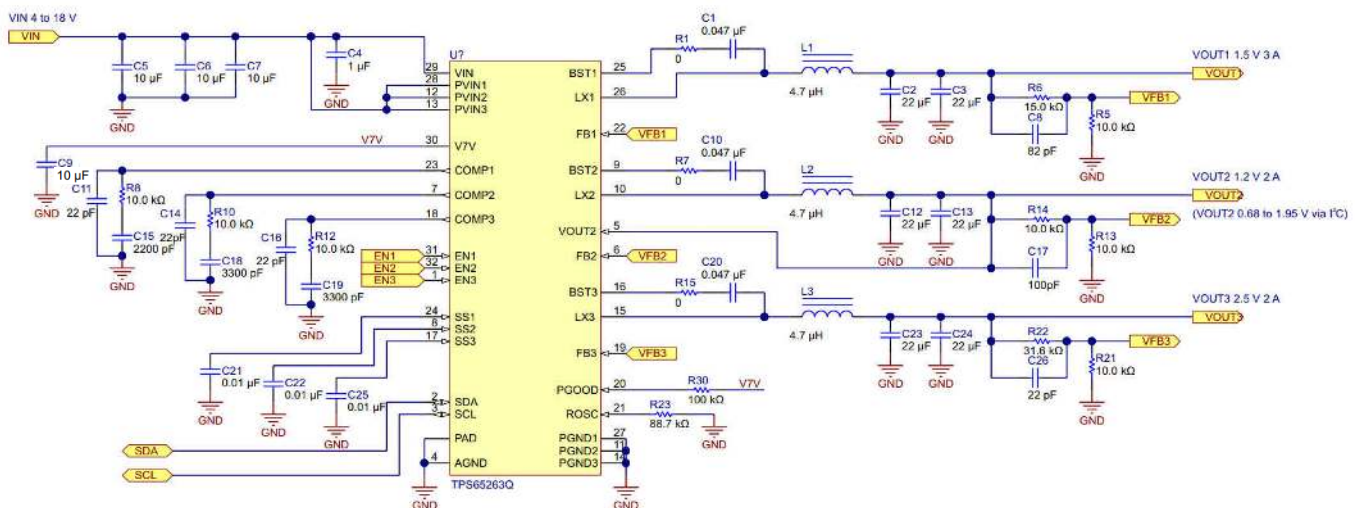 VIN 4 to 18 V
VIN
C5
10 µF
C6
10 µF
C7
10 µF
C4
1 µF
GND
GND
U?
29 VIN
28 PVIN1
12 PVIN2
13 PVIN3
V7V 30 V7V
23 COMP1
7 COMP2
18 COMP3
EN1 31 EN1
EN2 32 EN2
EN3 1 EN3
24 SS1
8 SS2
17 SS3
2 SDA
3 SCL
PAD
4 AGND
TPS65263Q
BST1 25
LX1 26
FB1 22 VFB1
BST2 9
LX2 10
VOUT2 5
FB2 6 VFB2
BST3 16
LX3 15
FB3 19 VFB3
PGOOD 20
ROSC 21
PGND1 27
PGND2 11
PGND3 14
C9
10 µF
GND
C11
22 pF
R8
10.0 kΩ
C15
2200 pF
GND
C14
22pF
R10
10.0 kΩ
C18
3300 pF
GND
C16
22 pF
R12
10.0 kΩ
C19
3300 pF
GND
C21
0.01 µF
GND
C22
0.01 µF
GND
C25
0.01 µF
GND
SDA
SCL
GND
GND
R1
0
C1
0.047 µF
L1
4.7 µH
C2
22 µF
GND
C3
22 µF
GND
VOUT1 1.5 V 3 A
VOUT1
R6
15.0 kΩ
C8
82 pF
VFB1
R5
10.0 kΩ
GND
R7
0
C10
0.047 µF
L2
4.7 µH
C12
22 µF
GND
C13
22 µF
GND
VOUT2 1.2 V 2 A
VOUT2
(VOUT2 0.68 to 1.95 V via I²C)
R14
10.0 kΩ
C17
100pF
VFB2
R13
10.0 kΩ
GND
R15
0
C20
0.047 µF
L3
4.7 µH
C23
22 µF
GND
C24
22 µF
GND
VOUT3 2.5 V 2 A
VOUT3
R22
31.6 kΩ
C26
22 pF
VFB3
R21
10.0 kΩ
GND
R30
100 kΩ
V7V
R23
88.7 kΩ
GND